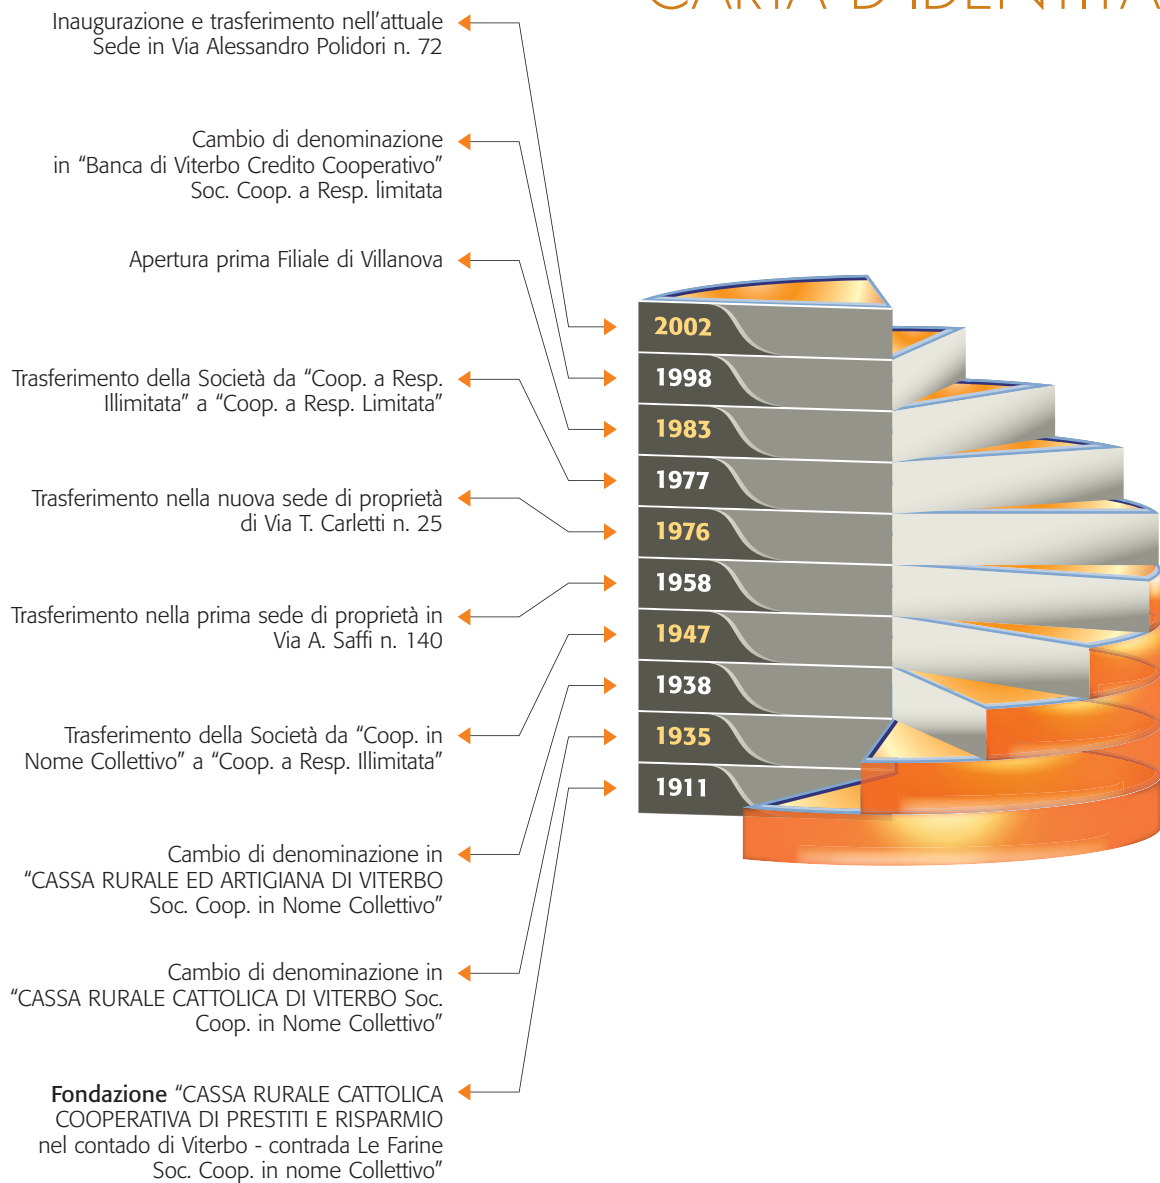 CARTA D'IDENTITÀ
Inaugurazione e trasferimento nell'attuale
Sede in Via Alessandro Polidori n. 72
Cambio di denominazione
in “Banca di Viterbo Credito Cooperativo”
Soc. Coop. a Resp. limitata
Apertura prima Filiale di Villanova
Trasferimento della Società da “Coop. a Resp.
Illimitata” a “Coop. a Resp. Limitata”
Trasferimento nella nuova sede di proprietà
di Via T. Carletti n. 25
Trasferimento nella prima sede di proprietà in
Via A. Saffi n. 140
Trasferimento della Società da “Coop. in
Nome Collettivo” a “Coop. a Resp. Illimitata”
Cambio di denominazione in
“CASSA RURALE ED ARTIGIANA DI VITERBO
Soc. Coop. in Nome Collettivo”
Cambio di denominazione in
“CASSA RURALE CATTOLICA DI VITERBO Soc.
Coop. in Nome Collettivo”
Fondazione “CASSA RURALE CATTOLICA
COOPERATIVA DI PRESTITI E RISPARMIO
nel contado di Viterbo - contrada Le Farine
Soc. Coop. in nome Collettivo”
2002
1998
1983
1977
1976
1958
1947
1938
1935
1911